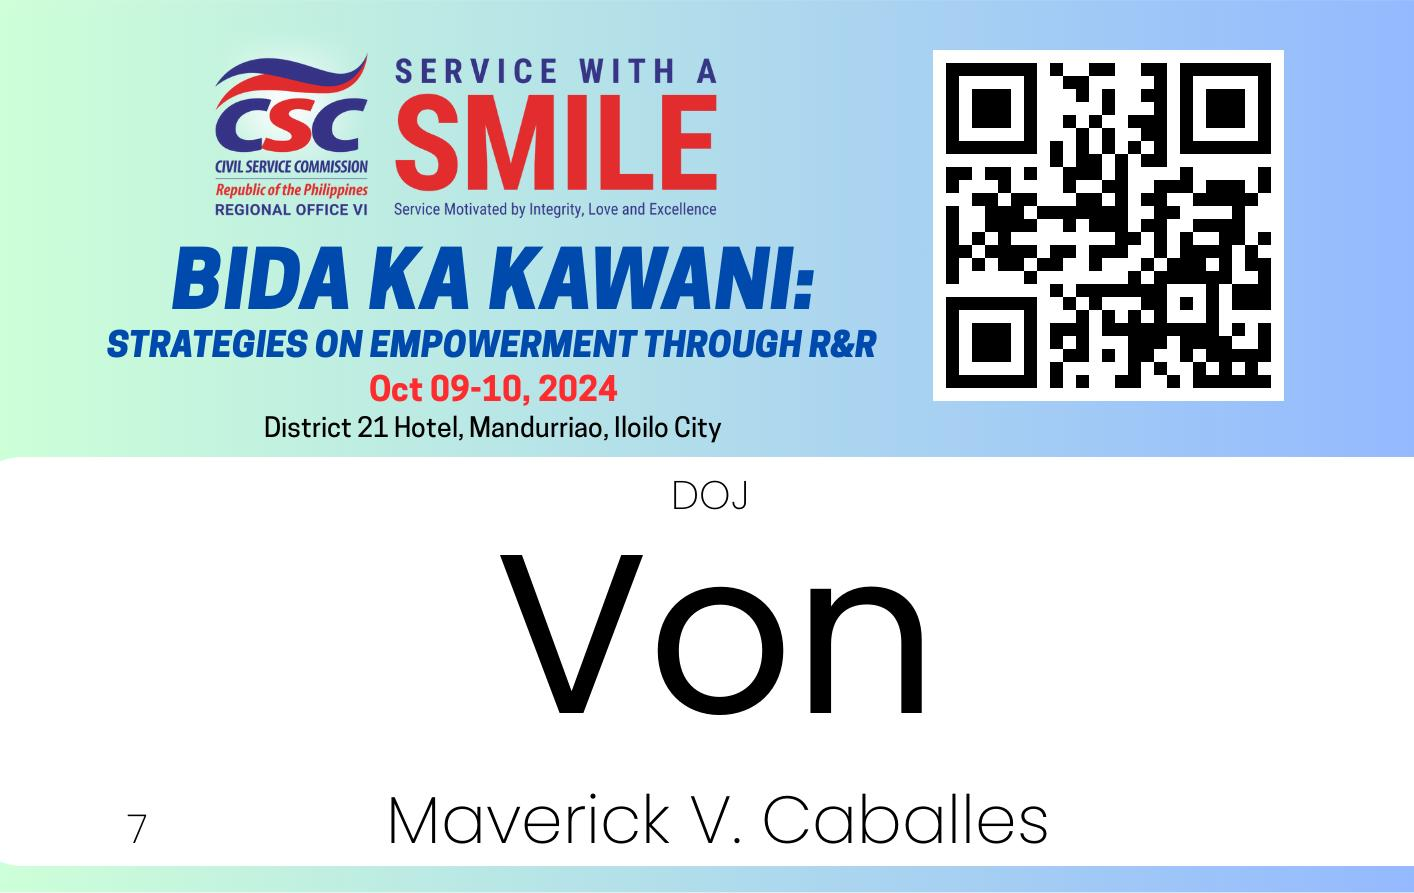 CSC
CIVIL SERVICE COMMISSION
Republic of the Philippines
REGIONAL OFFICE VI
SERVICE WITH A
SMILE
Service Motivated by Integrity, Love and Excellence
BIDA KA KAWANI:
STRATEGIES ON EMPOWERMENT THROUGH R&R
Oct 09-10, 2024
District 21 Hotel, Mandurriao, Iloilo City
DOJ
Von
Maverick V. Caballes
7